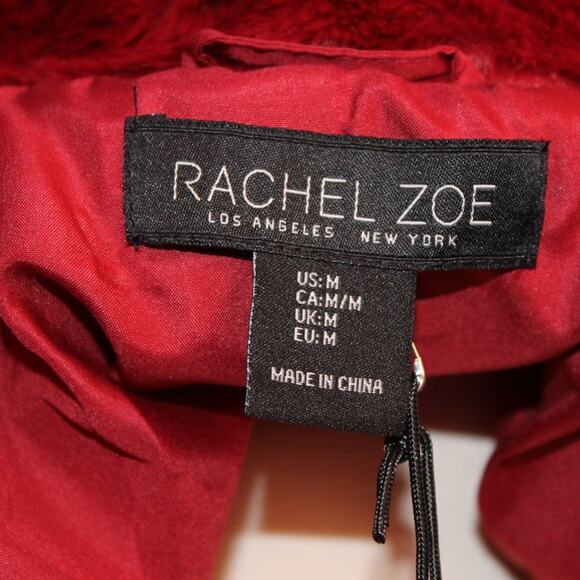 RACHEL ZOE
LOS ANGELES NEW YORK
US:M
CA:M/M
UK:M
EU:M
MADE IN CHINA